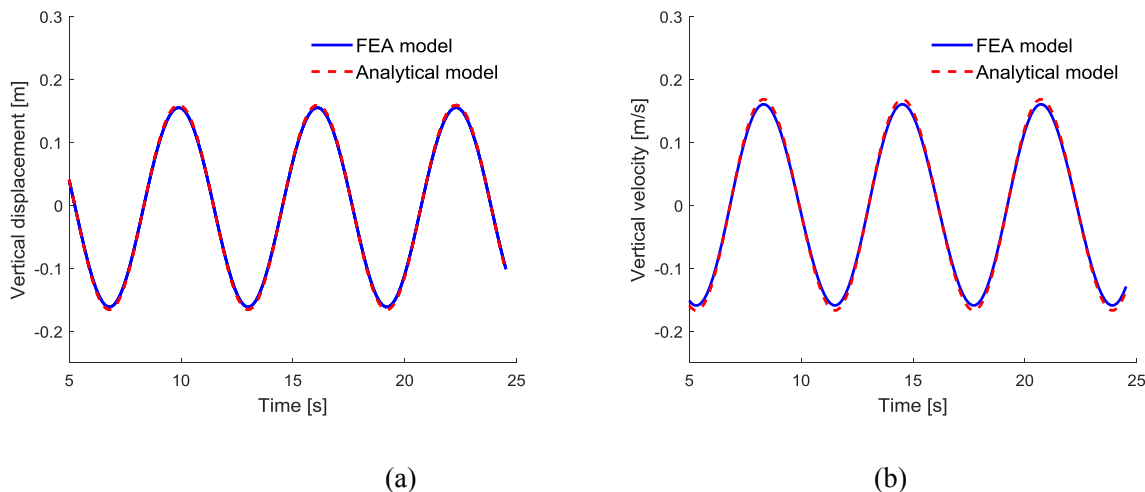 0.3
FEA model
Analytical model
0.2
0.1
0
-0.1
-0.2
Vertical displacement [m]
5
10
15
20
25
Time [s]
(a)
0.3
FEA model
Analytical model
0.2
0.1
0
-0.1
-0.2
Vertical velocity [m/s]
5
10
15
20
25
Time [s]
(b)